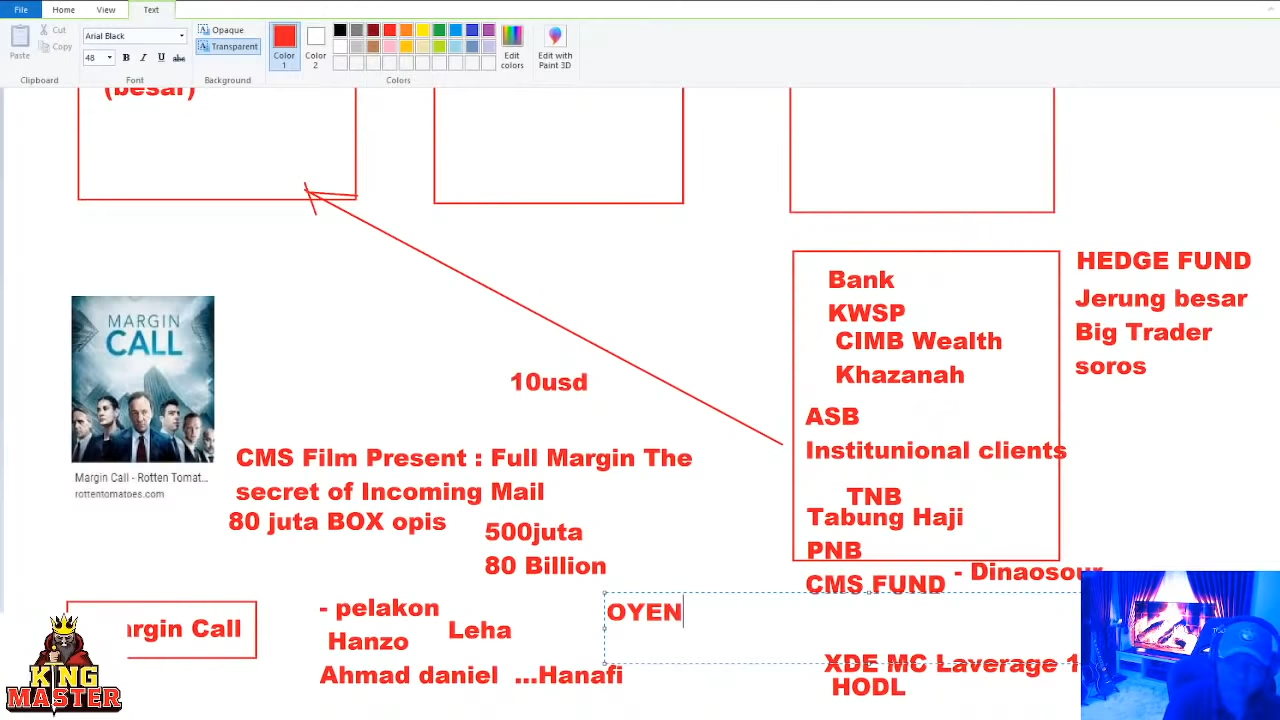 File
Home
View
Text
Cut
Paste
Copy
Clipboard
Arial Black
48
B I U abc
Font
Opaque
Transparent
Background
Color 1
Color 2
Edit colors
Colors
Edit with Paint 3D
(besar)
HEDGE FUND
Jerung besar
Big Trader
soros
Bank
KWSP
CIMB Wealth
Khazanah
ASB
Institunional clients
TNB
Tabung Haji
PNB
CMS FUND
- Dinaosour
10usd
MARGIN
CALL
Margin Call - Rotten Tomat...
rottentomatoes.com
CMS Film Present : Full Margin The
secret of Incoming Mail
80 juta BOX opis
500juta
80 Billion
argin Call
- pelakon
Hanzo
Leha
Ahmad daniel ...Hanafi
OYEN
XDE MC Laverage 1
HODL
KING
MASTER